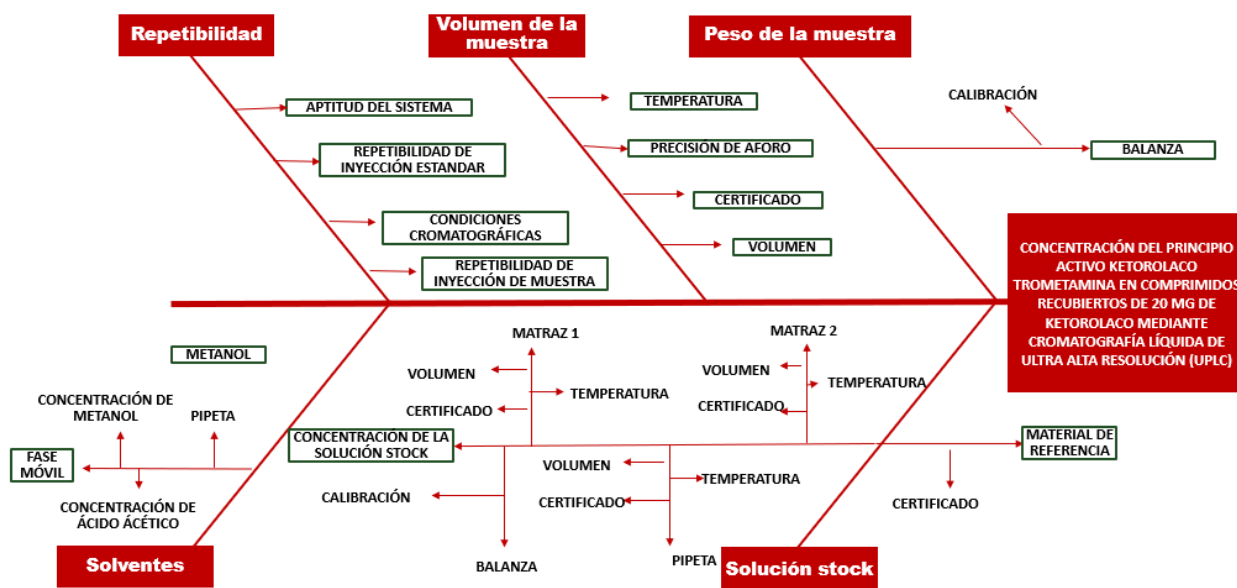 Repetibilidad
Volumen de la
muestra
Peso de la muestra
APTITUD DEL SISTEMA
REPETIBILIDAD DE
INYECCIÓN ESTANDAR
CONDICIONES
CROMATOGRÁFICAS
REPETIBILIDAD DE
INYECCIÓN DE MUESTRA
TEMPERATURA
PRECISIÓN DE AFORO
CERTIFICADO
VOLUMEN
CALIBRACIÓN
BALANZA
CONCENTRACIÓN DEL PRINCIPIO
ACTIVO KETOROLACO
TROMETAMINA EN COMPRIMIDOS
RECUBIERTOS DE 20 MG DE
KETOROLACO MEDIANTE
CROMATOGRAFÍA LÍQUIDA DE
ULTRA ALTA RESOLUCIÓN (UPLC)
METANOL
CONCENTRACIÓN DE
METANOL
PIPETA
FASE
MÓVIL
CONCENTRACIÓN DE
ÁCIDO ÁCÉTICO
Solventes
MATRAZ 1
VOLUMEN
TEMPERATURA
CERTIFICADO
MATRAZ 2
VOLUMEN
TEMPERATURA
CERTIFICADO
CONCENTRACIÓN DE LA
SOLUCIÓN STOCK
MATERIAL DE
REFERENCIA
CALIBRACIÓN
BALANZA
VOLUMEN
TEMPERATURA
CERTIFICADO
PIPETA
CERTIFICADO
Solución stock